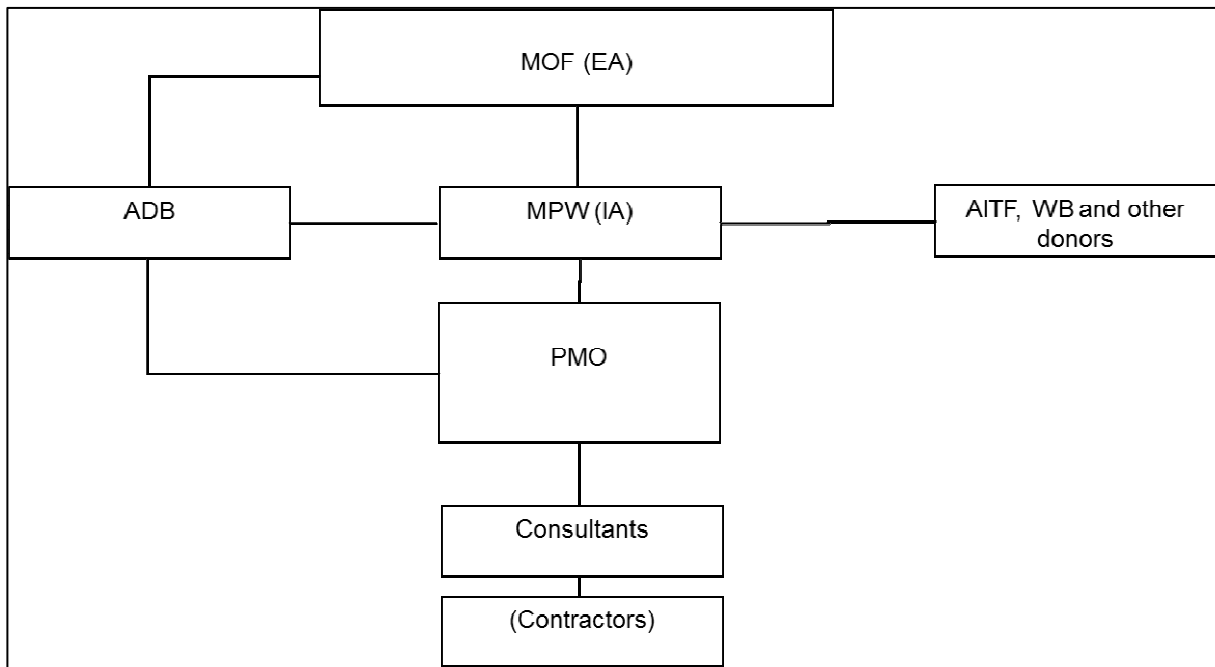 MOF (EA)
ADB
MPW (IA)
AITF, WB and other
donors
PMO
Consultants
(Contractors)